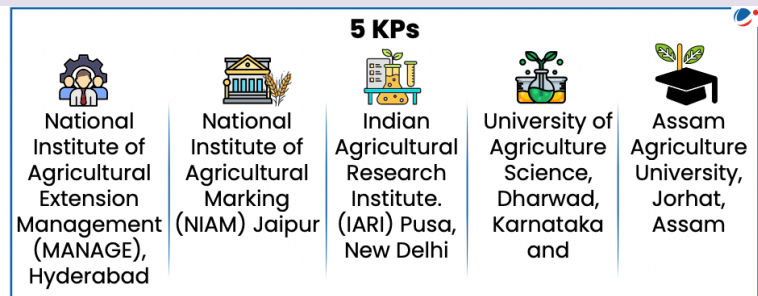 5 KPs
National
Institute of
Agricultural
Extension
Management
(MANAGE),
Hyderabad
National
Institute of
Agricultural
Marking
(NIAM) Jaipur
Indian
Agricultural
Research
Institute.
(IARI) Pusa,
New Delhi
University of
Agriculture
Science,
Dharwad,
Karnataka
and
Assam
Agriculture
University,
Jorhat,
Assam